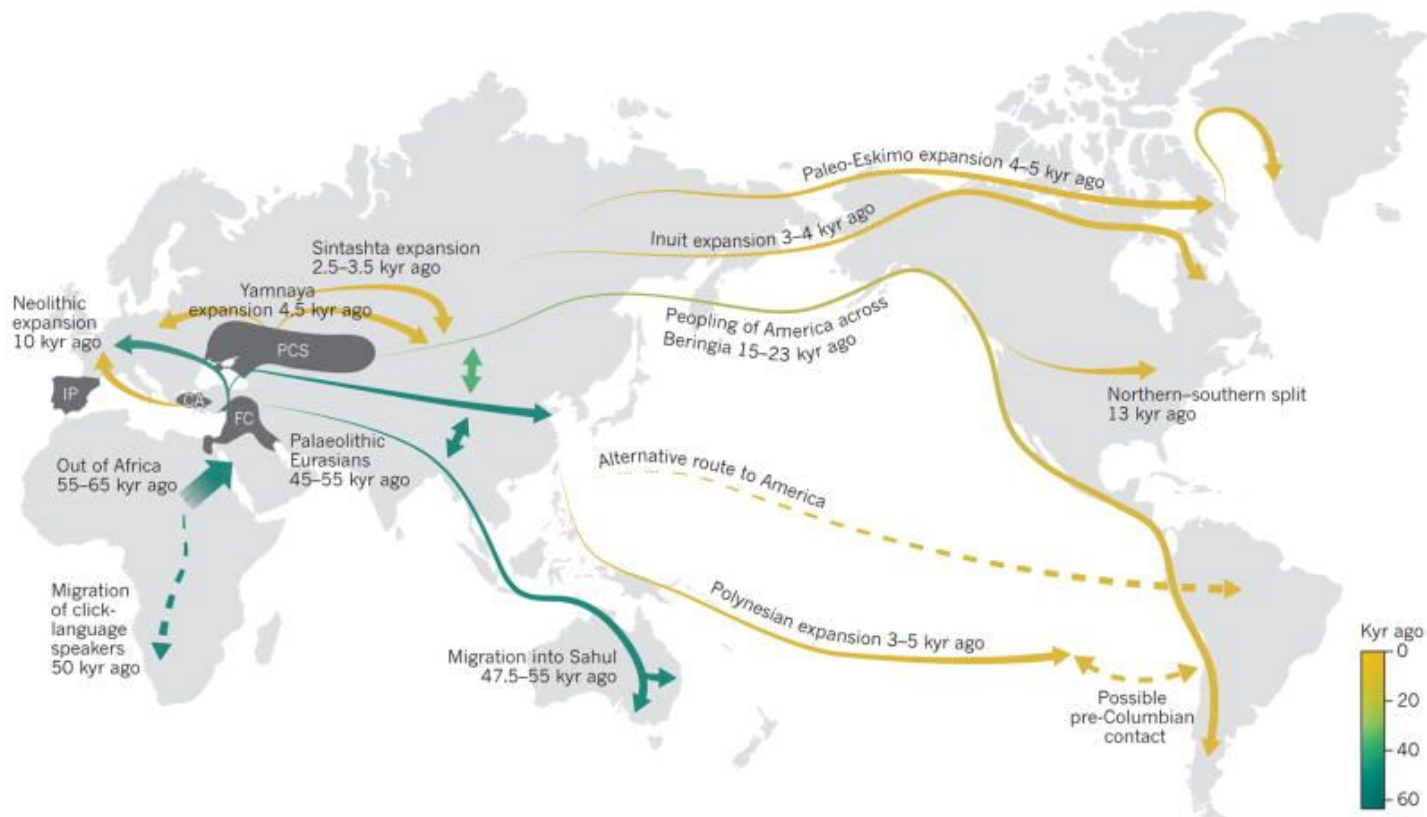 Paleo-Eskimo expansion 4–5 kyr ago
Inuit expansion 3–4 kyr ago
Sintashta expansion
2.5–3.5 kyr ago
Yamnaya
expansion 4.5 kyr ago
Neolithic
expansion
10 kyr ago
PCS
IP
CA
FC
Peopling of America across
Beringia 15–23 kyr ago
Northern–southern split
13 kyr ago
Palaeolithic
Eurasians
45–55 kyr ago
Out of Africa
55–65 kyr ago
Alternative route to America
Migration
of click-
language
speakers
50 kyr ago
Migration into Sahul
47.5–55 kyr ago
Polynesian expansion 3–5 kyr ago
Possible
pre-Columbian
contact
Kyr ago
0
20
40
60